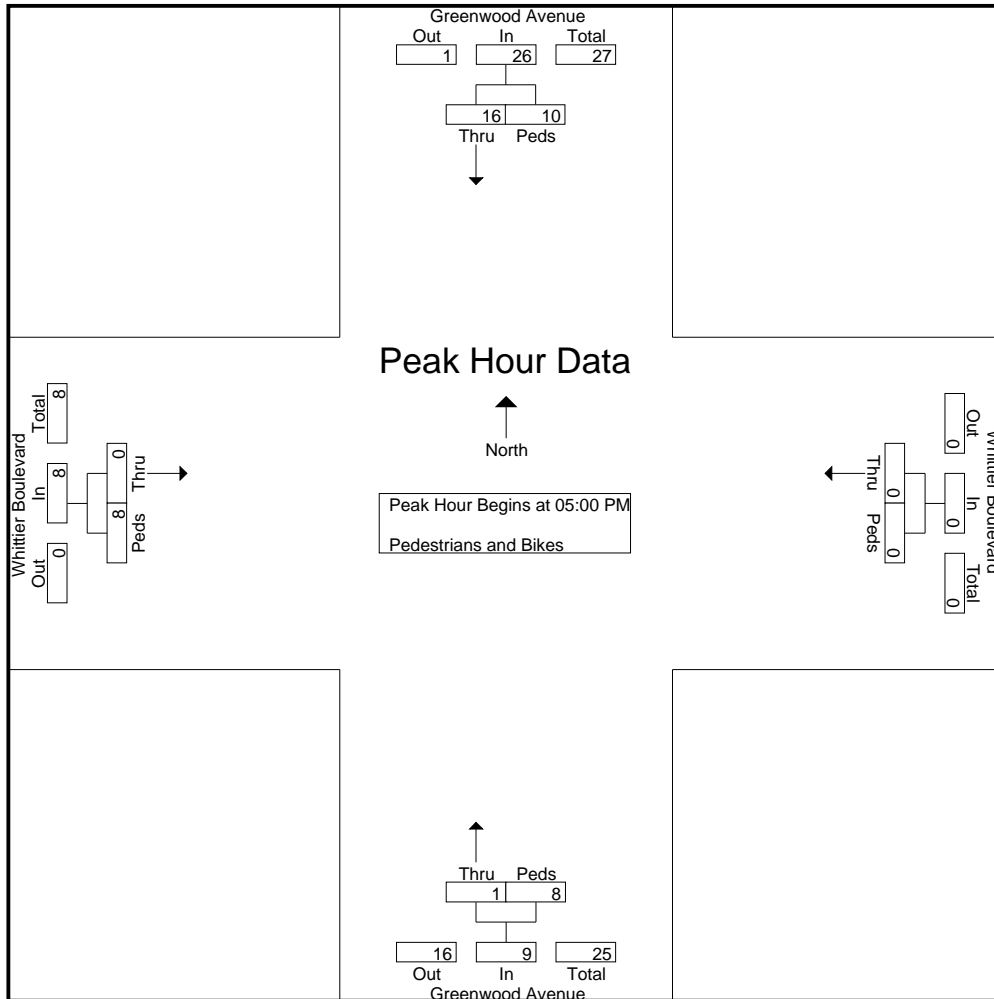 Greenwood Avenue
Out In Total
1 26 27
16 10
Thru Peds
Peak Hour Data
North
Peak Hour Begins at 05:00 PM
Pedestrians and Bikes
Whittier Boulevard
Total In Out
8 8 0
0 8
Thru Peds
Whittier Boulevard
Out In Total
0 0 0
0 0
Thru Peds
Thru Peds
1 8
16 9 25
Out In Total
Greenwood Avenue